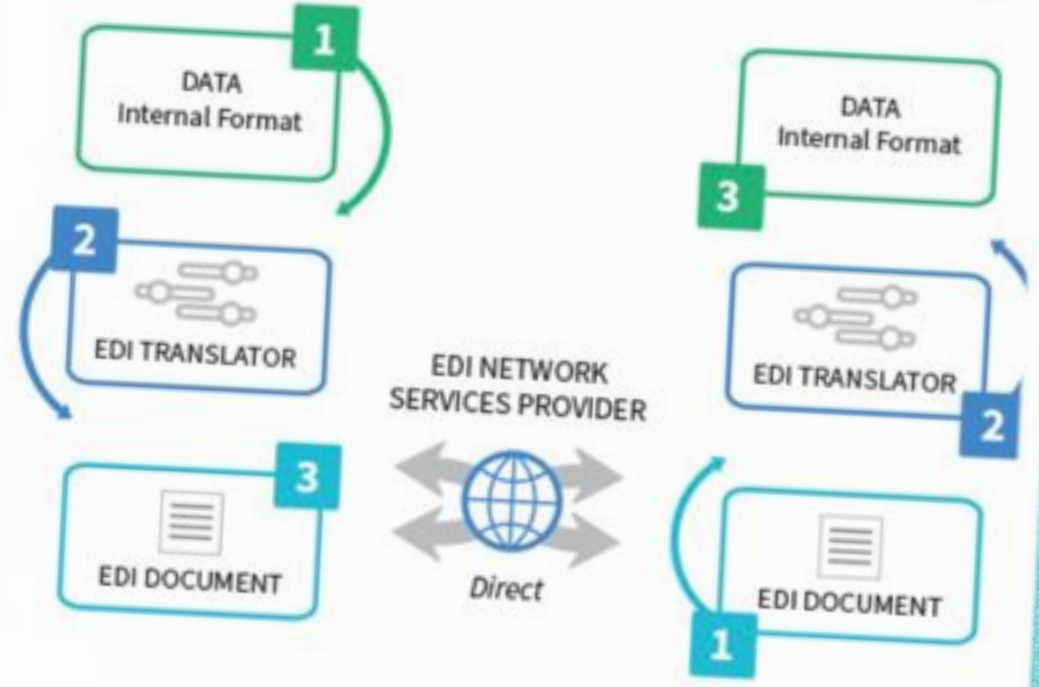 1
DATA
Internal Format
2
EDI TRANSLATOR
3
EDI DOCUMENT
EDI NETWORK
SERVICES PROVIDER
Direct
DATA
Internal Format
3
EDI TRANSLATOR
2
EDI DOCUMENT
1